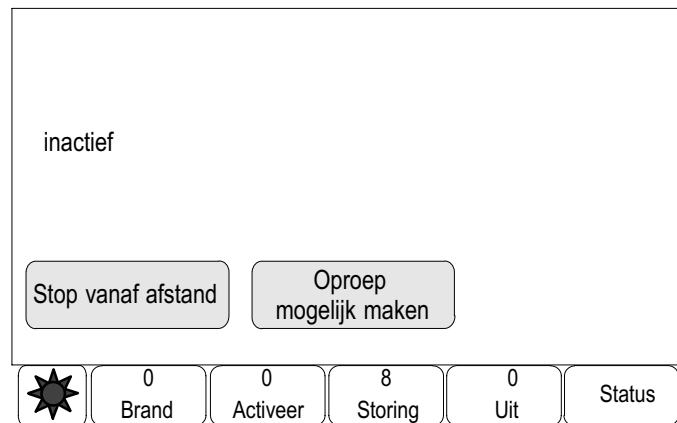 inactief
Stop vanaf afstand
Oproep
mogelijk maken
0
Brand
0
Activeer
8
Storing
0
Uit
Status